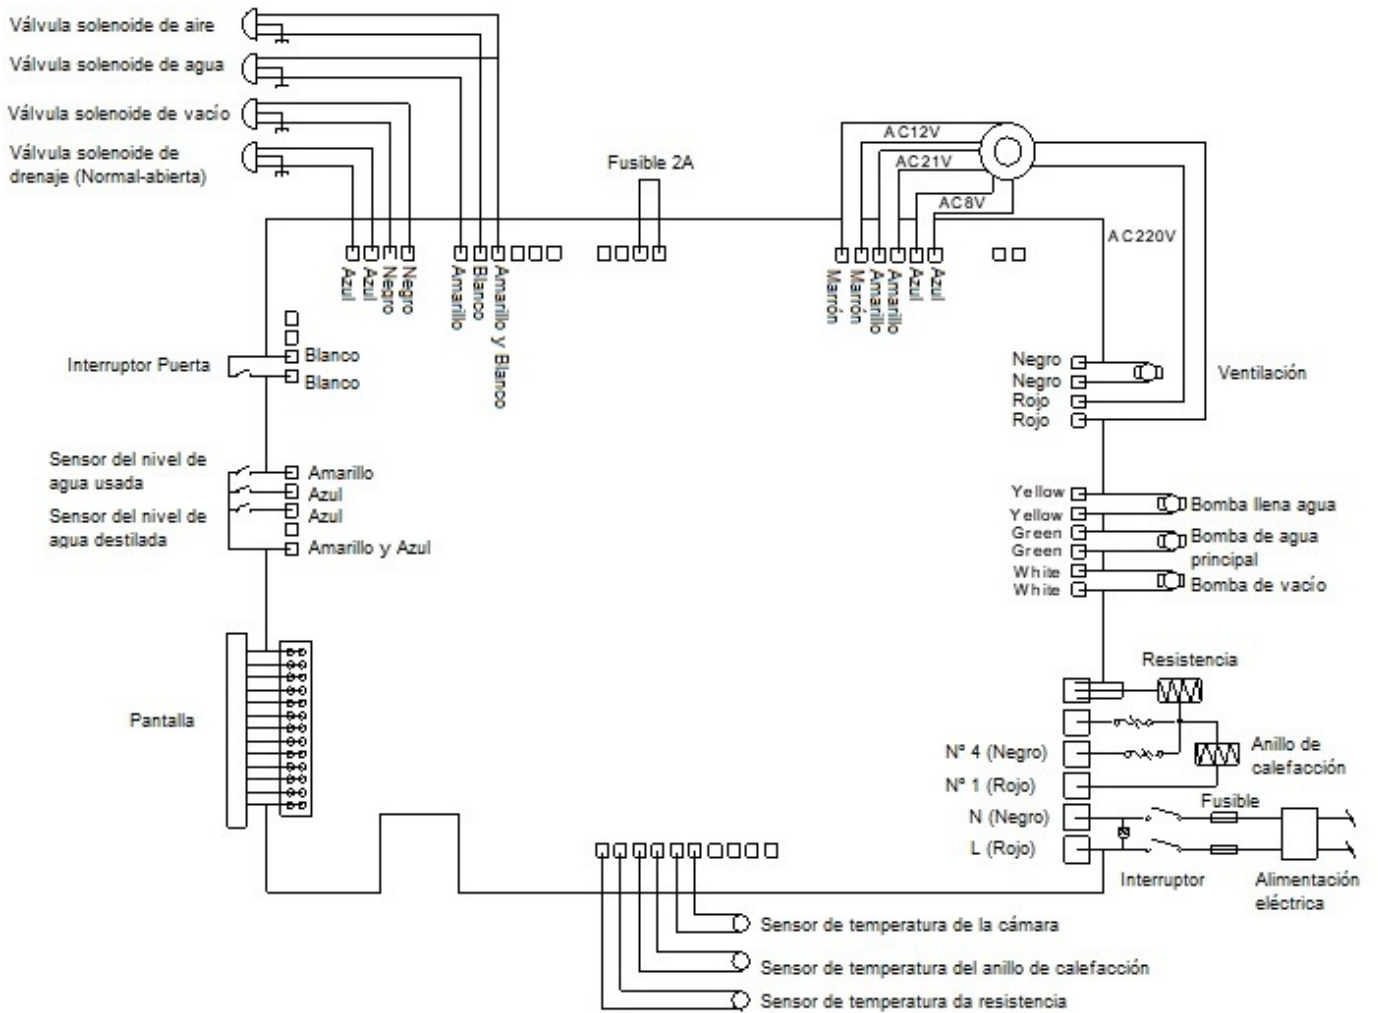 Válvula solenoide de aire
Válvula solenoide de agua
Válvula solenoide de vacío
Válvula solenoide de
drenaje (Normal-abierta)
Fusible 2A
AC12V
AC21V
AC8V
AC220V
Azul
Azul
Negro
Negro
Amarillo
Blanco
Amarillo y Blanco
Marrón
Marrón
Amarillo
Amarillo
Azul
Azul
Interruptor Puerta
Blanco
Blanco
Negro
Negro
Rojo
Rojo
Ventilación
Sensor del nivel de
agua usada
Sensor del nivel de
agua destilada
Amarillo
Azul
Azul
Amarillo y Azul
Yellow
Yellow
Green
Green
White
White
Bomba llena agua
Bomba de agua
principal
Bomba de vacío
Pantalla
Resistencia
Nº 4 (Negro)
Nº 1 (Rojo)
N (Negro)
L (Rojo)
Anillo de
calefacción
Fusible
Interruptor
Alimentación
eléctrica
Sensor de temperatura de la cámara
Sensor de temperatura del anillo de calefacción
Sensor de temperatura da resistencia